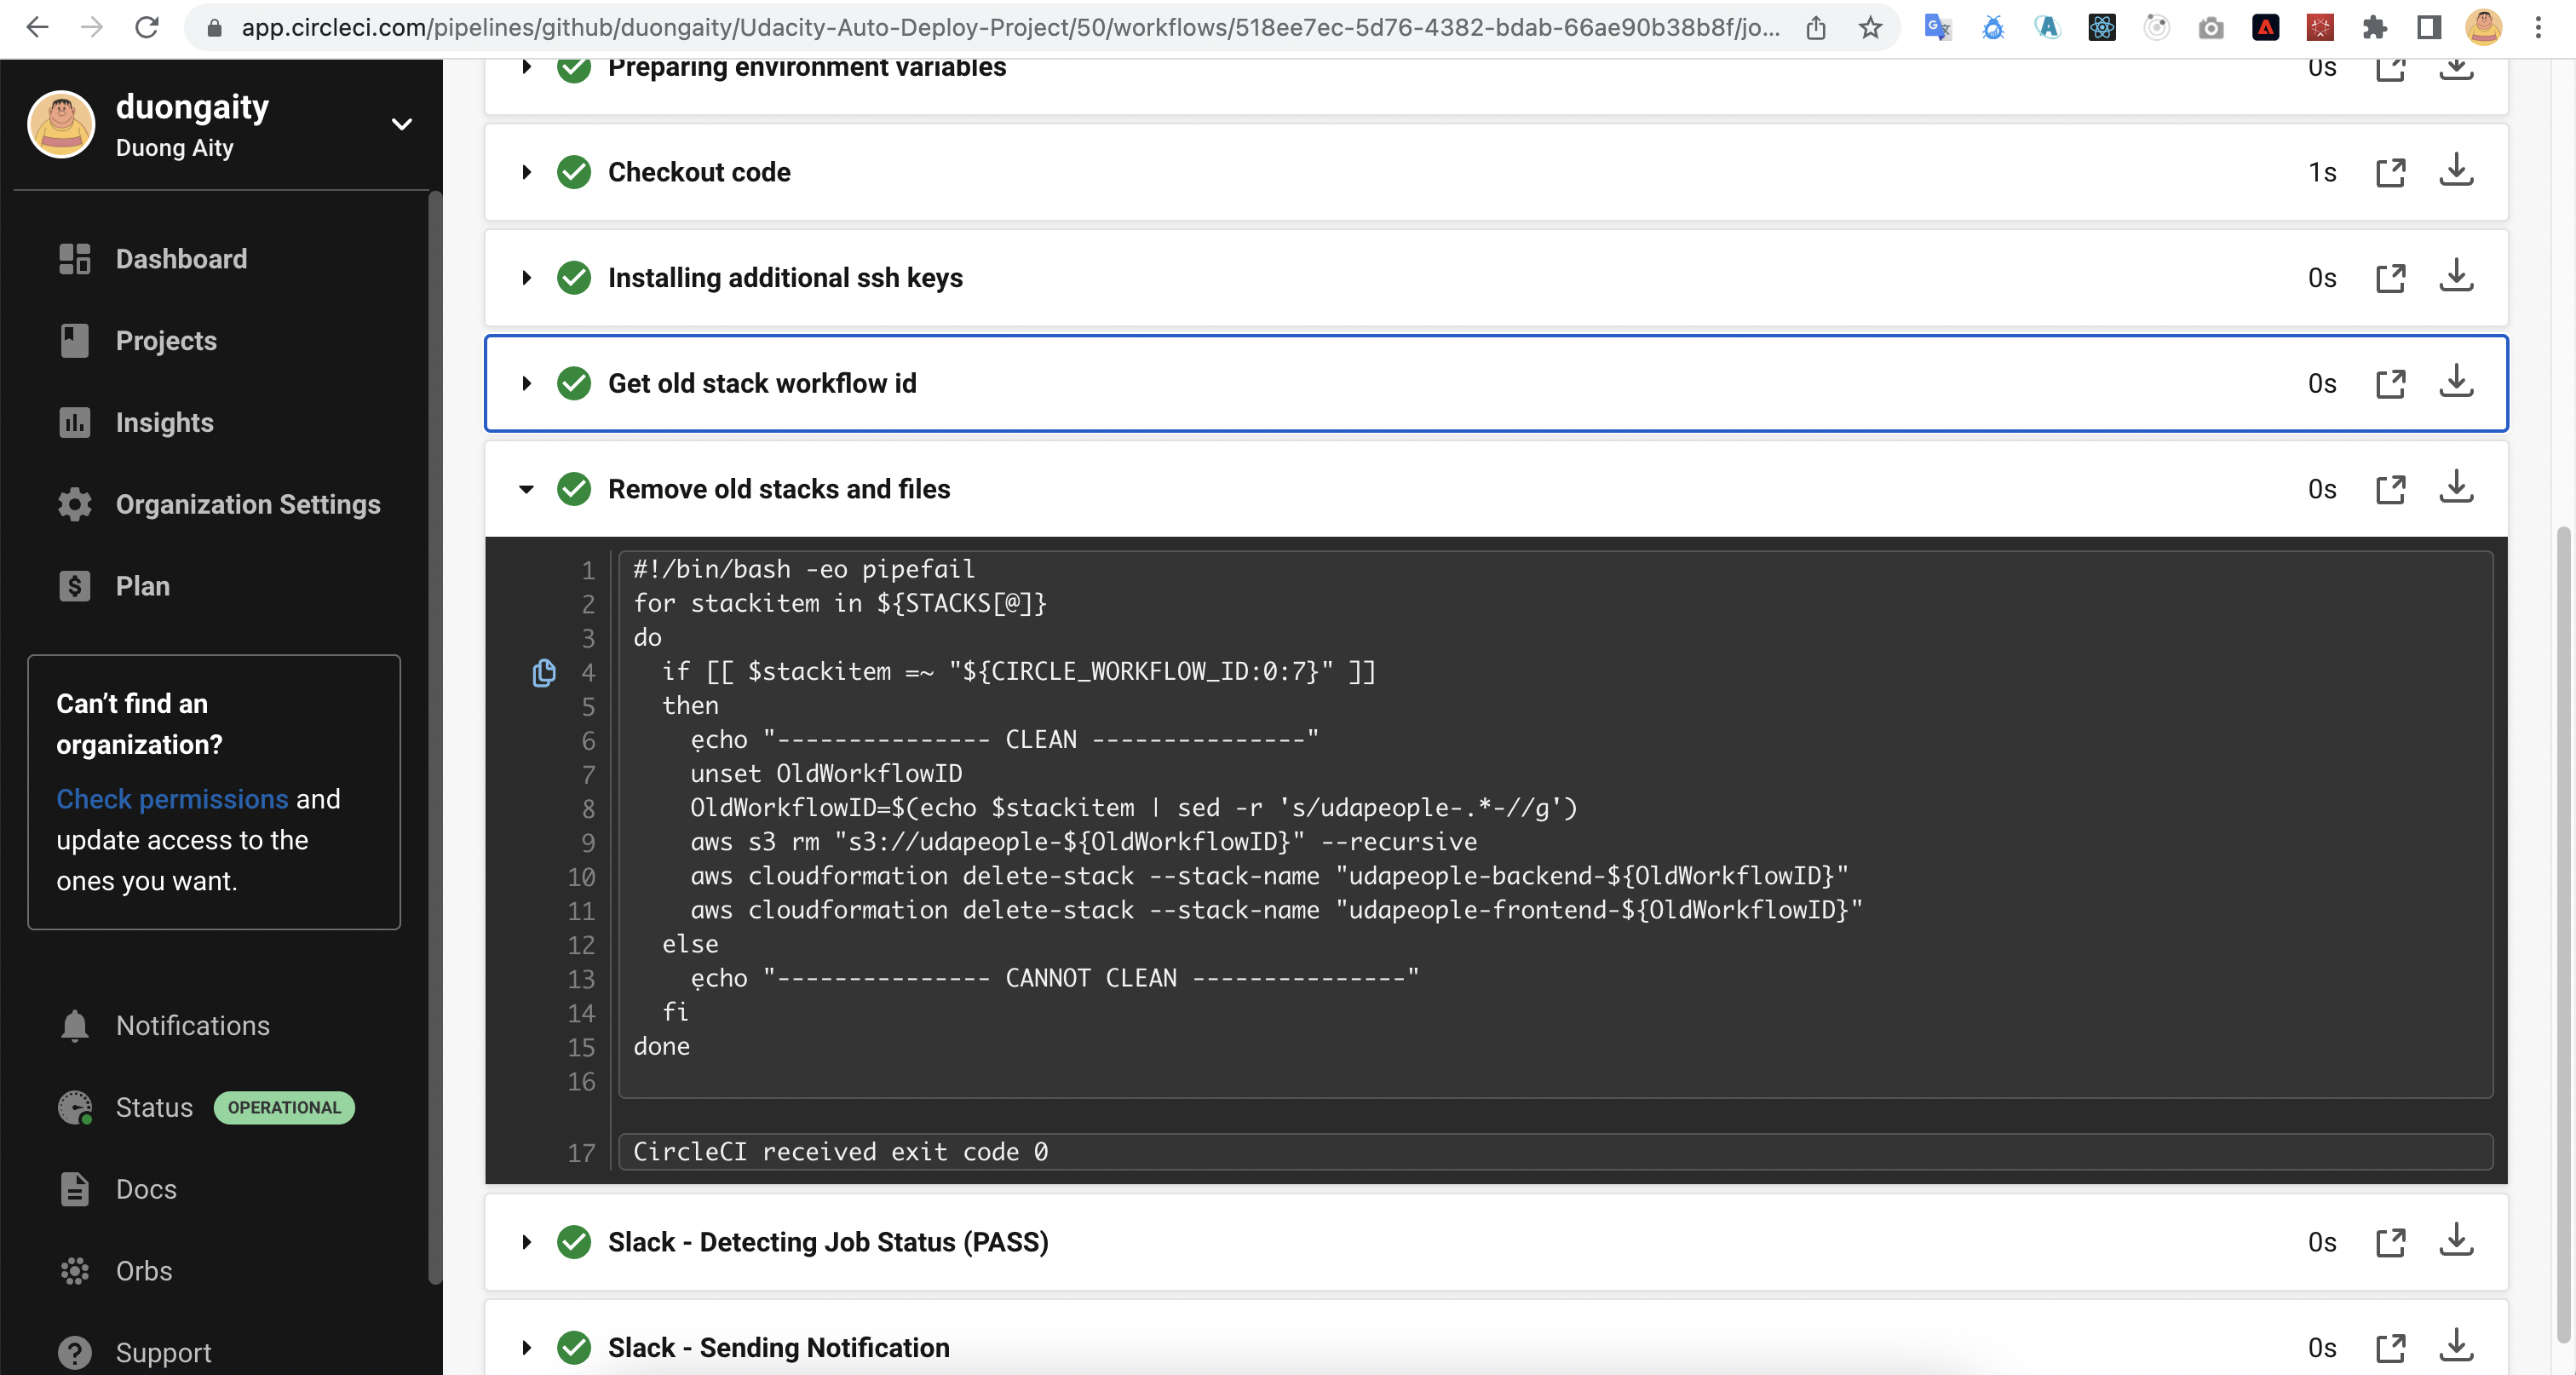 app.circleci.com/pipelines/github/duongaity/Udacity-Auto-Deploy-Project/50/workflows/518ee7ec-5d76-4382-bdab-66ae90b38b8f/jo...
duongaity
Duong Aity
Dashboard
Projects
Insights
Organization Settings
Plan
Can’t find an
organization?
Check permissions and
update access to the
ones you want.
Notifications
Status OPERATIONAL
Docs
Orbs
Support
Preparing environment variables 0s
Checkout code 1s
Installing additional ssh keys 0s
Get old stack workflow id 0s
Remove old stacks and files 0s
1 #!/bin/bash -eo pipefail
2 for stackitem in ${STACKS[@]}
3 do
4 if [[ $stackitem =~ "${CIRCLE_WORKFLOW_ID:0:7}" ]]
5 then
6 echo "--------------- CLEAN ---------------"
7 unset OldWorkflowID
8 OldWorkflowID=$(echo $stackitem | sed -r 's/udapeople-.*-//g')
9 aws s3 rm "s3://udapeople-${OldWorkflowID}" --recursive
10 aws cloudformation delete-stack --stack-name "udapeople-backend-${OldWorkflowID}"
11 aws cloudformation delete-stack --stack-name "udapeople-frontend-${OldWorkflowID}"
12 else
13 echo "--------------- CANNOT CLEAN ---------------"
14 fi
15 done
16
17 CircleCI received exit code 0
Slack - Detecting Job Status (PASS) 0s
Slack - Sending Notification 0s